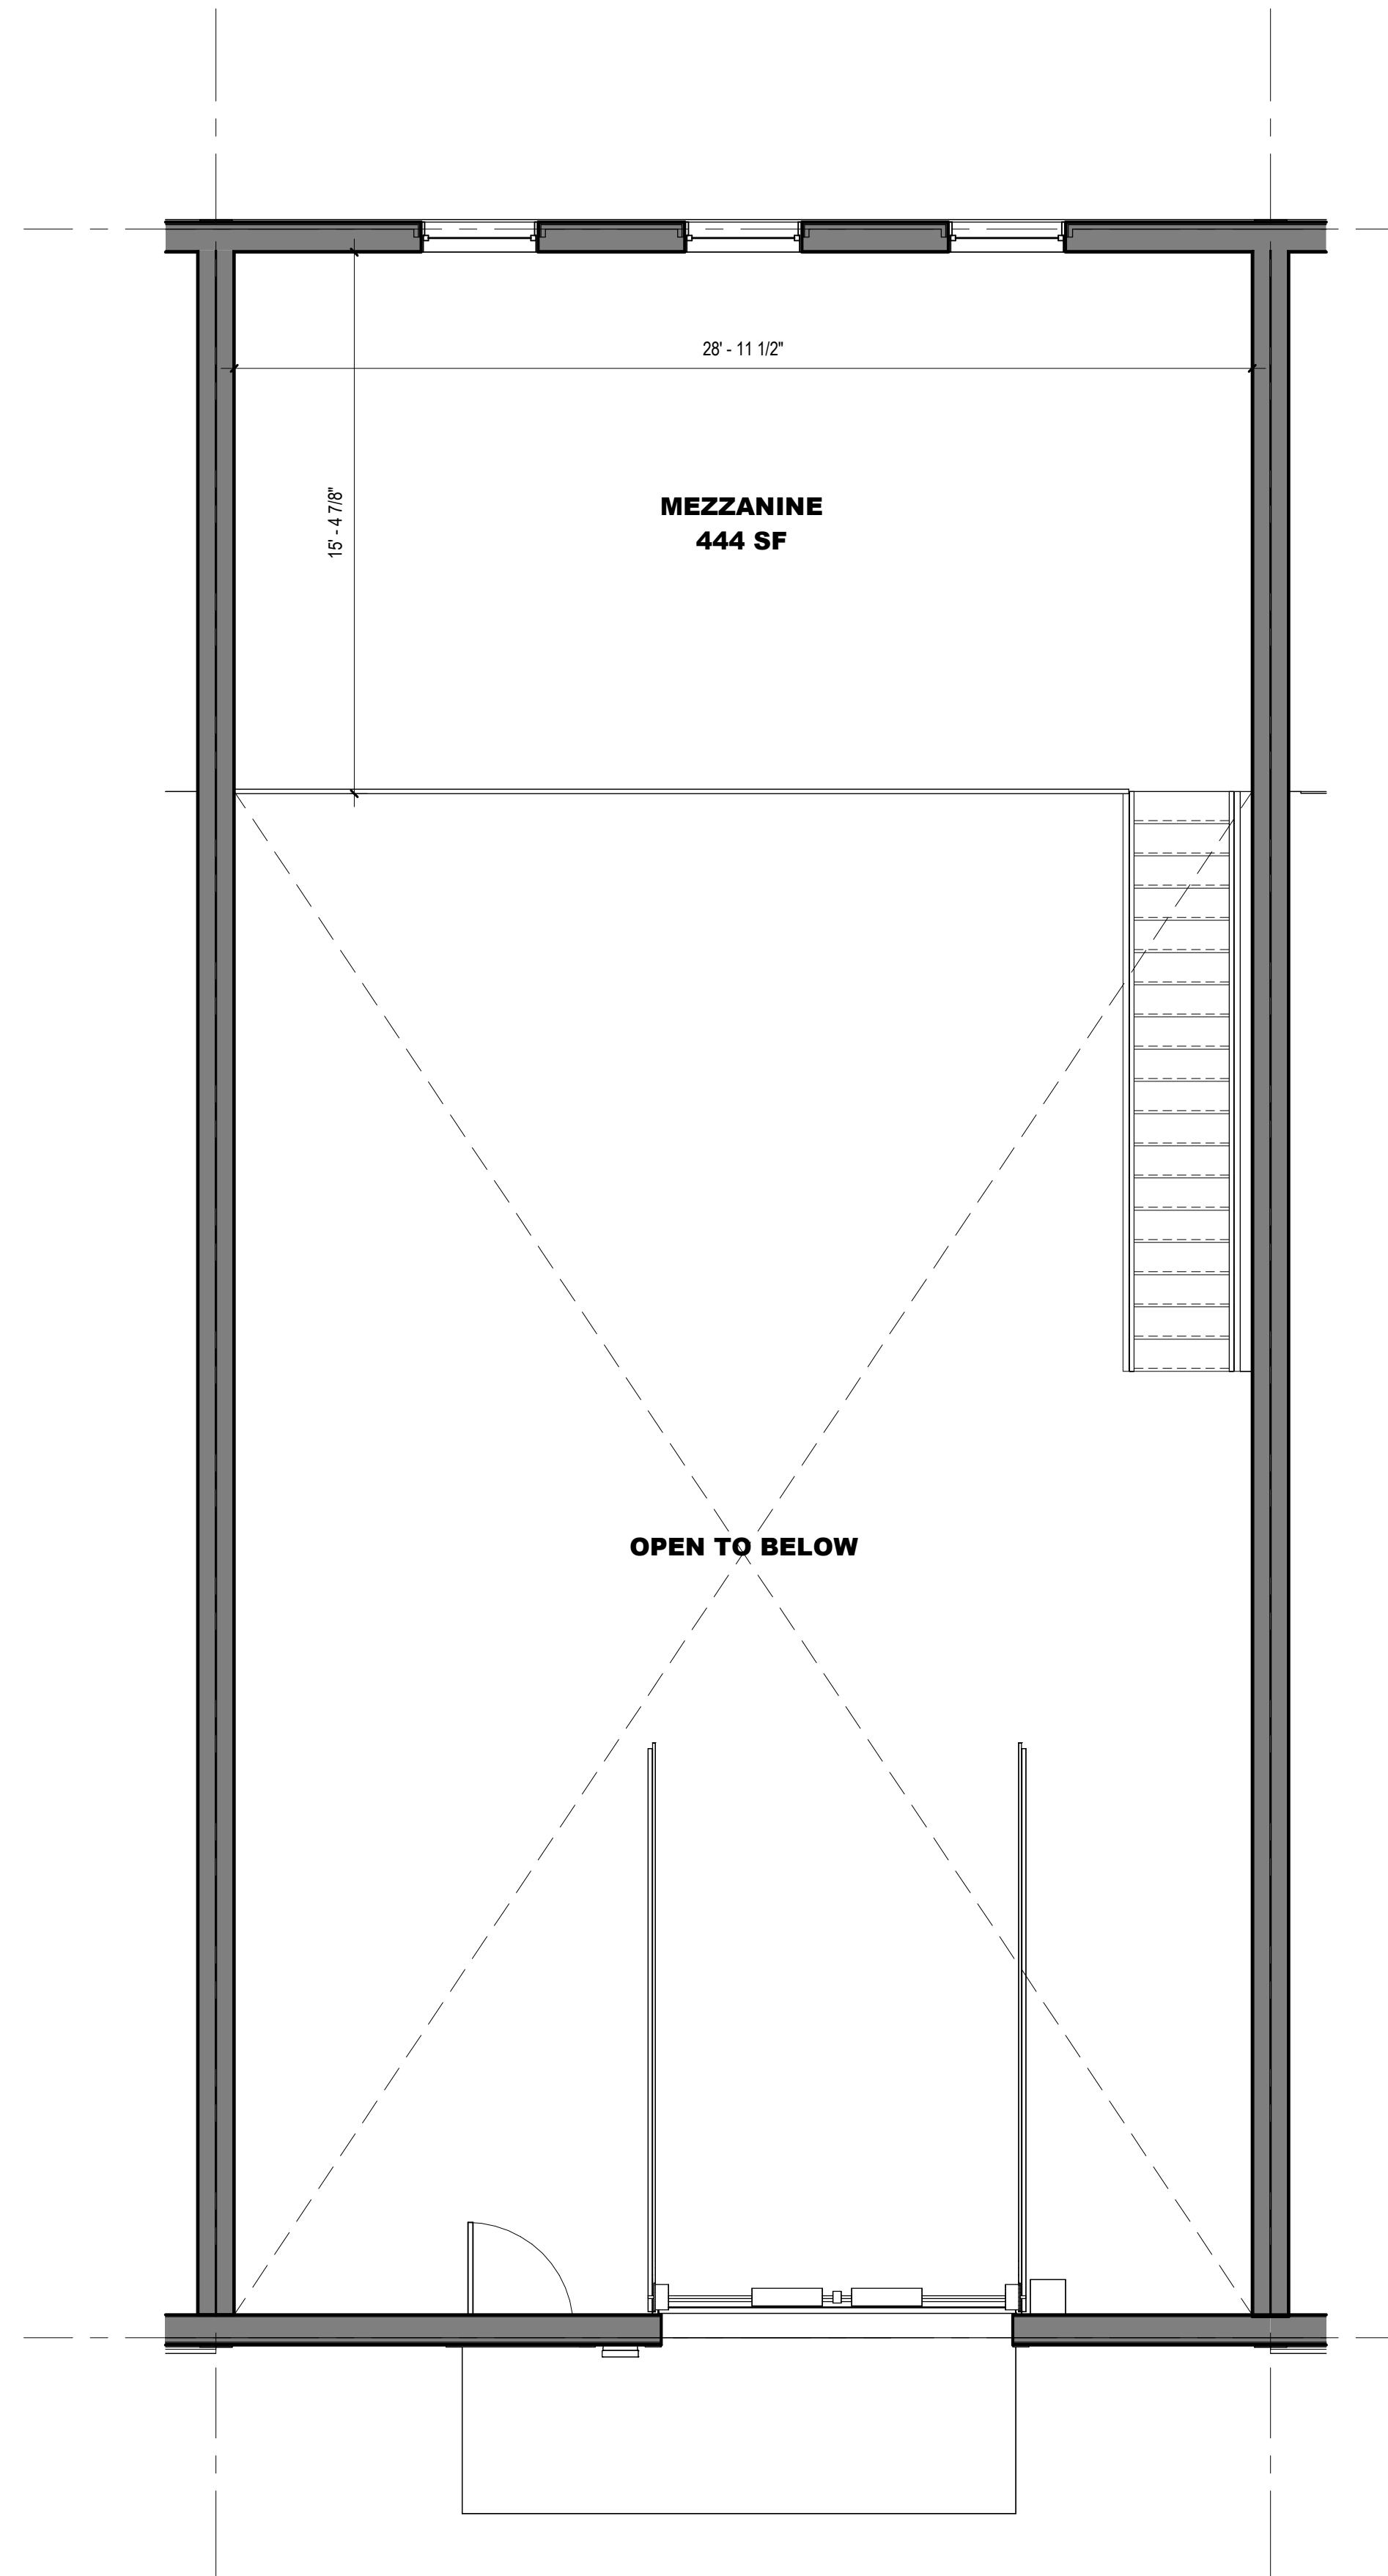 28' - 11 1/2"
15' - 4 7/8"
MEZZANINE
444 SF
OPEN TO BELOW